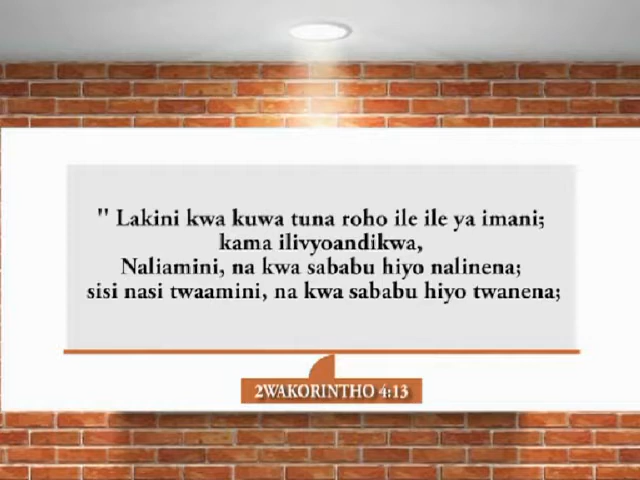 " Lakini kwa kuwa tuna roho ile ile ya imani;
kama ilivyoandikwa,
Naliamini, na kwa sababu hiyo nalinena;
sisi nasi twaamini, na kwa sababu hiyo twanena;
2WAKORINTHO 4:13